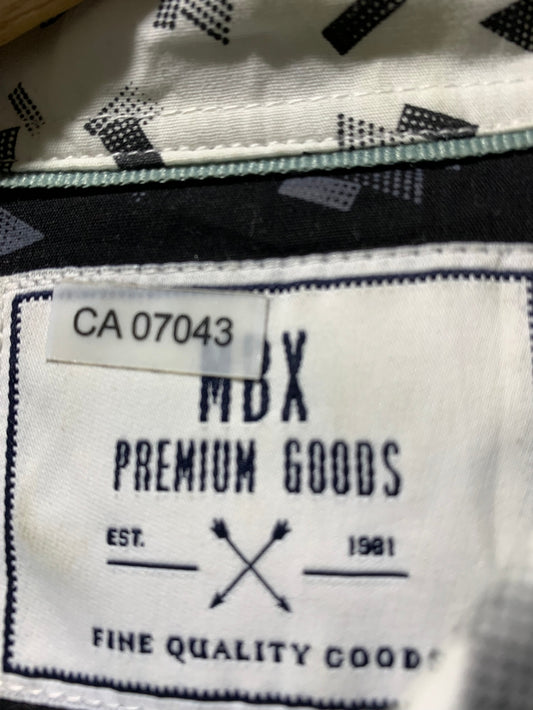 CA 07043
MBX
PREMIUM GOODS
EST. 1981
FINE QUALITY GOODS